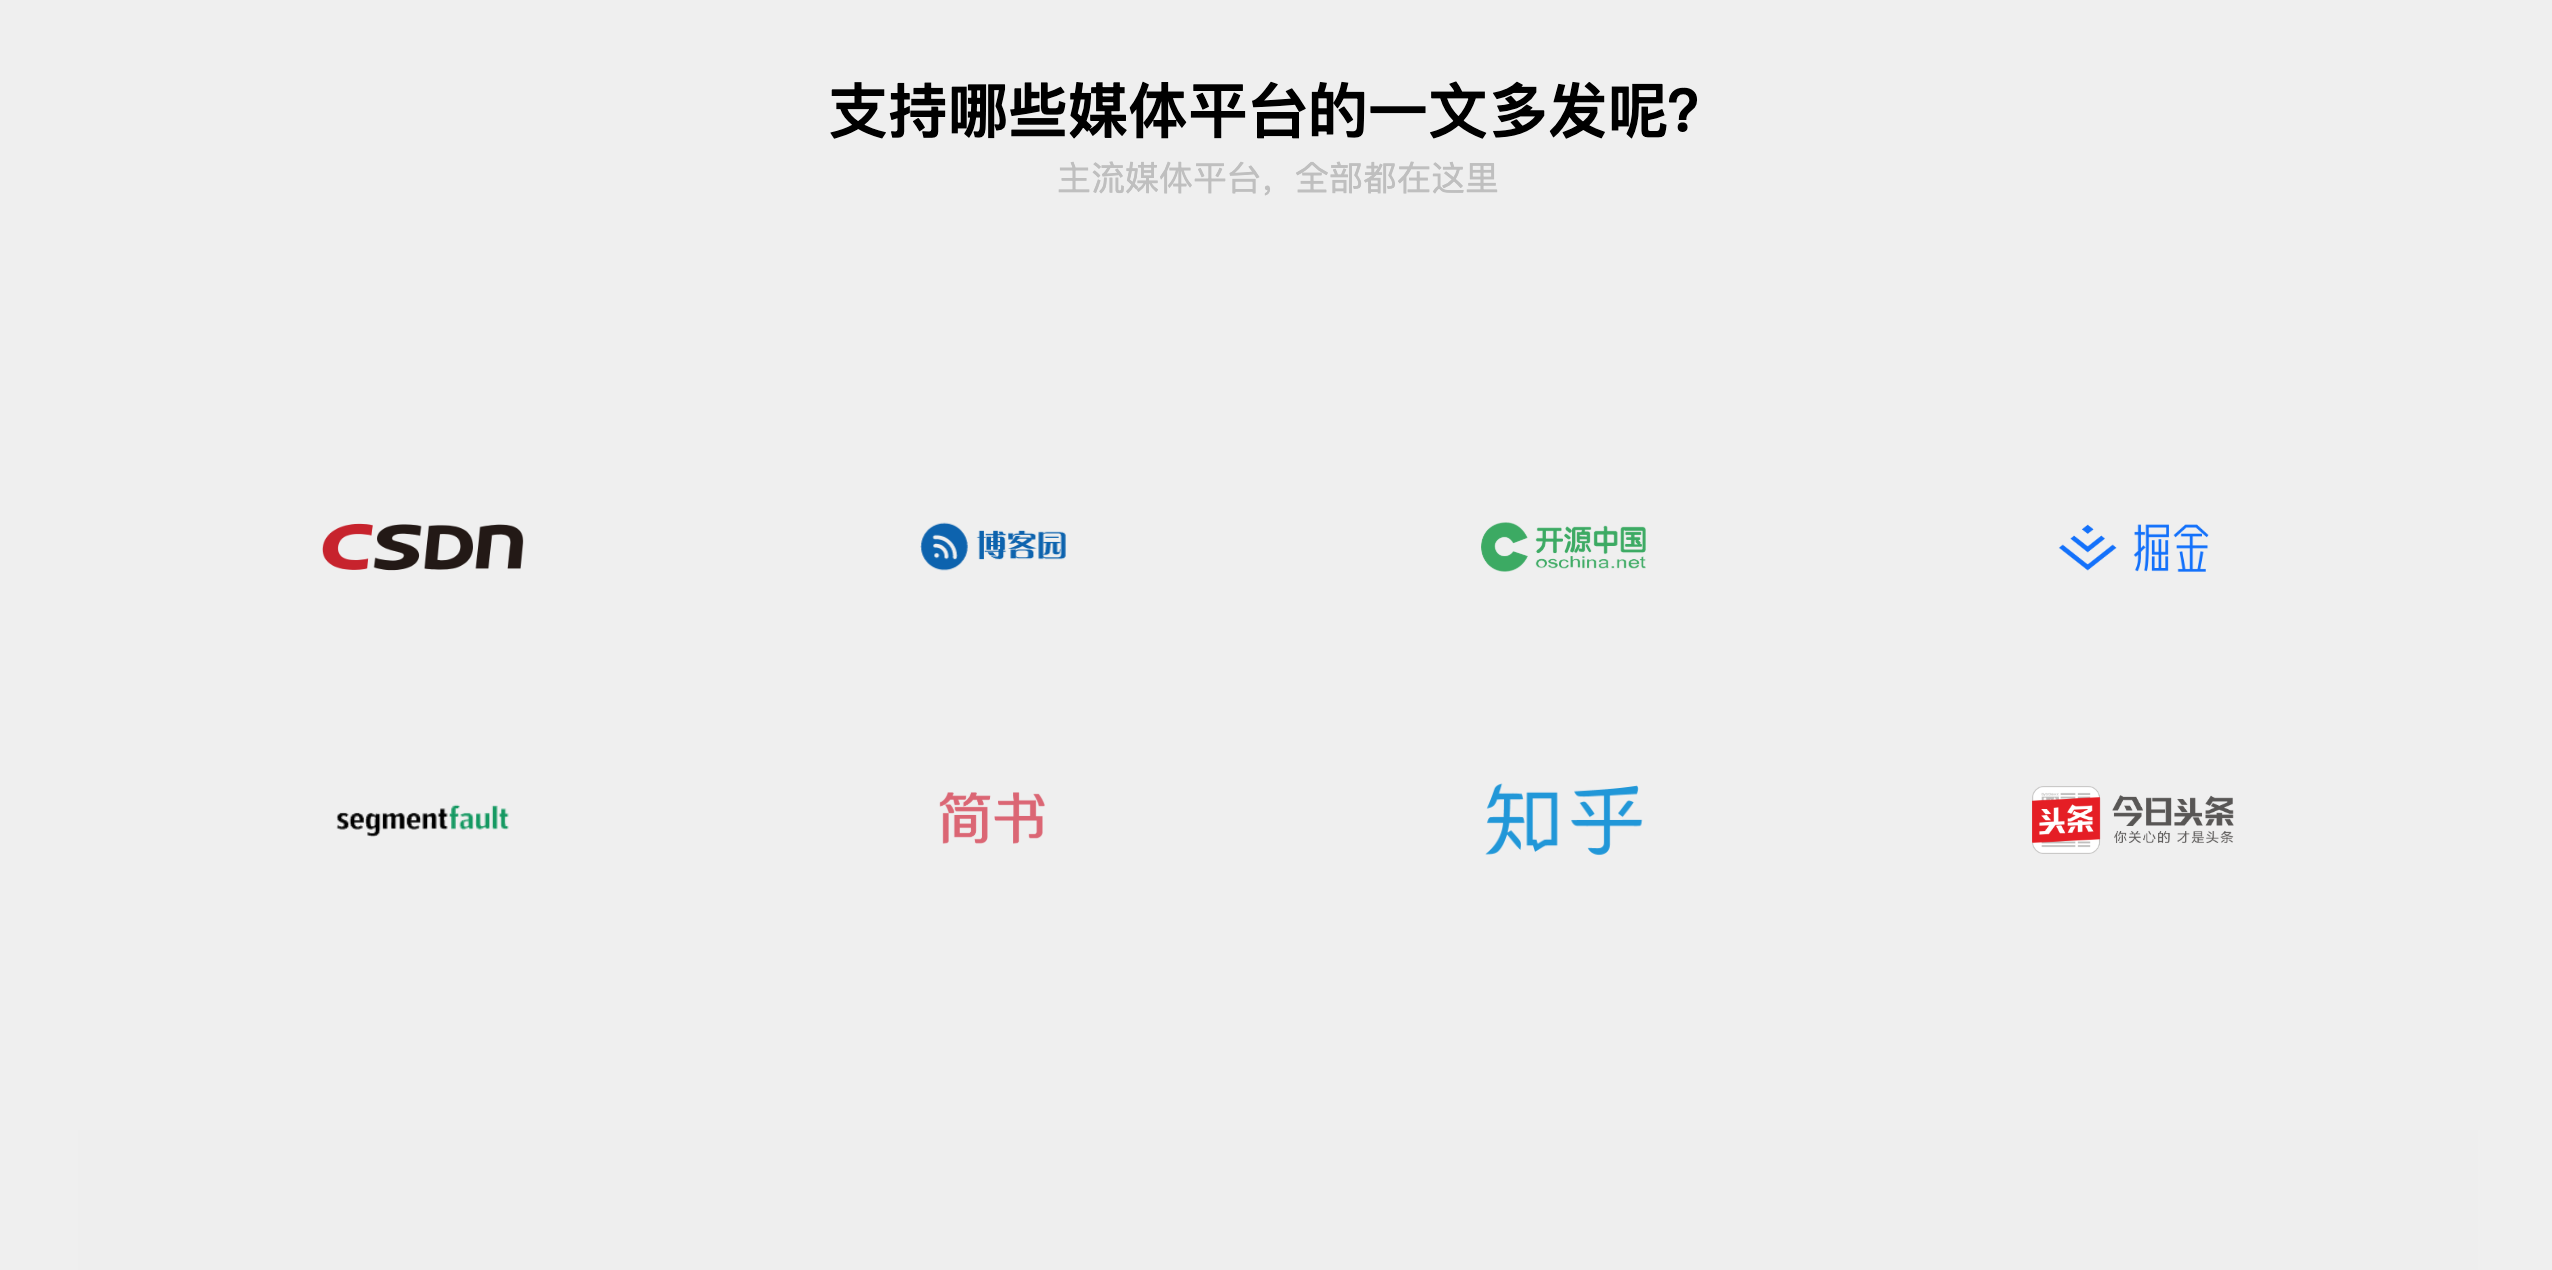 支持哪些媒体平台的一文多发呢?
主流媒体平台，全部都在这里
CSDN
博客园
开源中国
oschina.net
掘金
segmentfault
简书
知乎
头条
今日头条
你关心的 才是头条